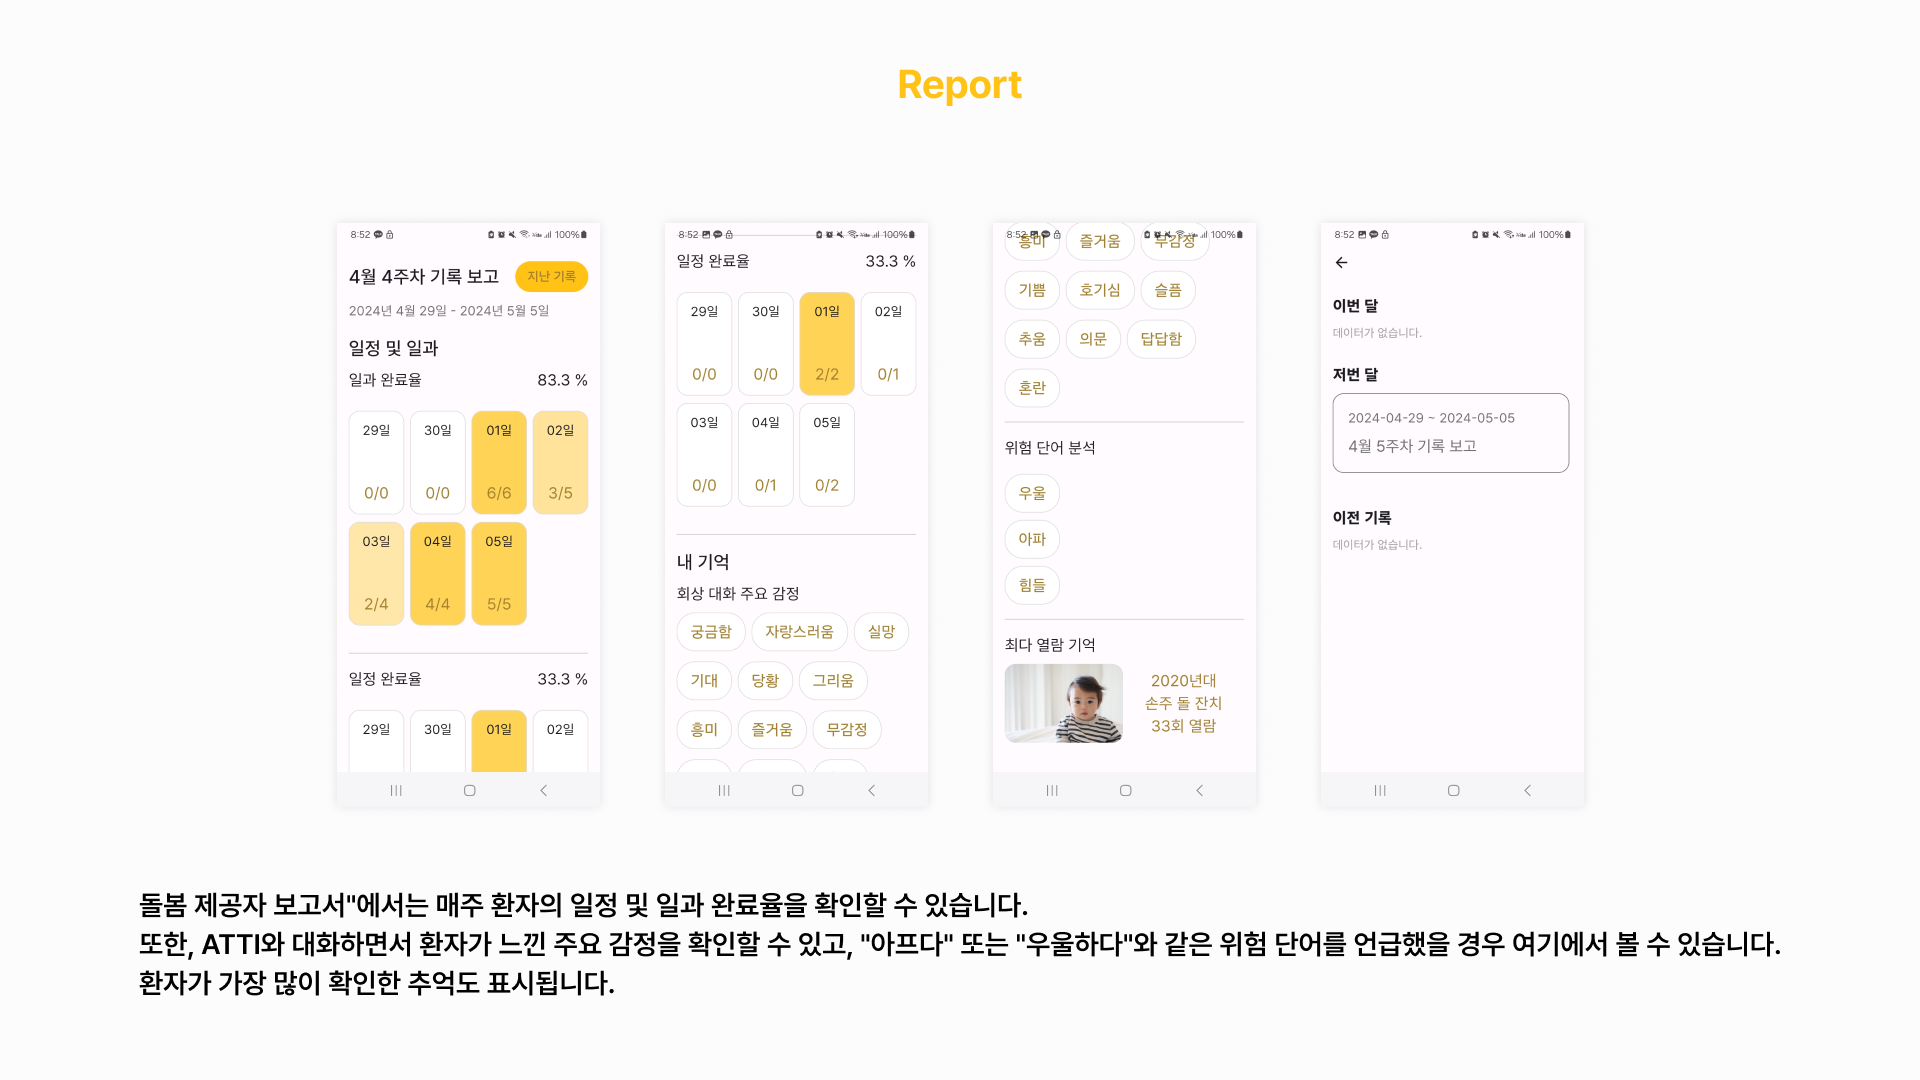 Report
8:52
100%
4월 4주차 기록 보고
지난 기록
2024년 4월 29일 - 2024년 5월 5일
일정 및 일과
일과 완료율
83.3 %
29일
30일
01일
02일
0/0
0/0
6/6
3/5
03일
04일
05일
2/4
4/4
5/5
일정 완료율
33.3 %
29일
30일
01일
02일
8:52
100%
일정 완료율
33.3 %
29일
30일
01일
02일
0/0
0/0
2/2
0/1
03일
04일
05일
0/0
0/1
0/2
내 기억
회상 대화 주요 감정
궁금함
자랑스러움
실망
기대
당황
그리움
흥미
즐거움
무감정
8:52
100%
흥미
즐거움
무감정
기쁨
호기심
슬픔
추움
의문
답답함
혼란
위험 단어 분석
우울
아파
힘들
최다 열람 기억
2020년대
손주 돌 잔치
33회 열람
8:52
100%
이번 달
데이터가 없습니다.
저번 달
2024-04-29 ~ 2024-05-05
4월 5주차 기록 보고
이전 기록
데이터가 없습니다.
돌봄 제공자 보고서"에서는 매주 환자의 일정 및 일과 완료율을 확인할 수 있습니다.
또한, ATTI와 대화하면서 환자가 느낀 주요 감정을 확인할 수 있고, "아프다" 또는 "우울하다"와 같은 위험 단어를 언급했을 경우 여기에서 볼 수 있습니다.
환자가 가장 많이 확인한 추억도 표시됩니다.